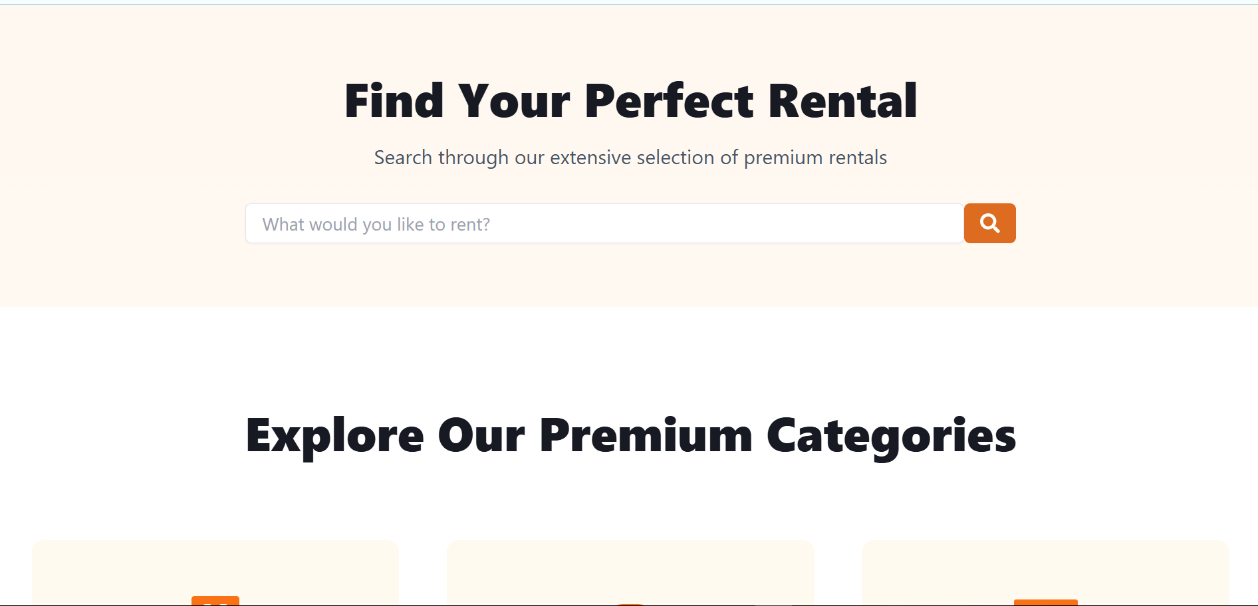 Find Your Perfect Rental
Search through our extensive selection of premium rentals
What would you like to rent?
Explore Our Premium Categories